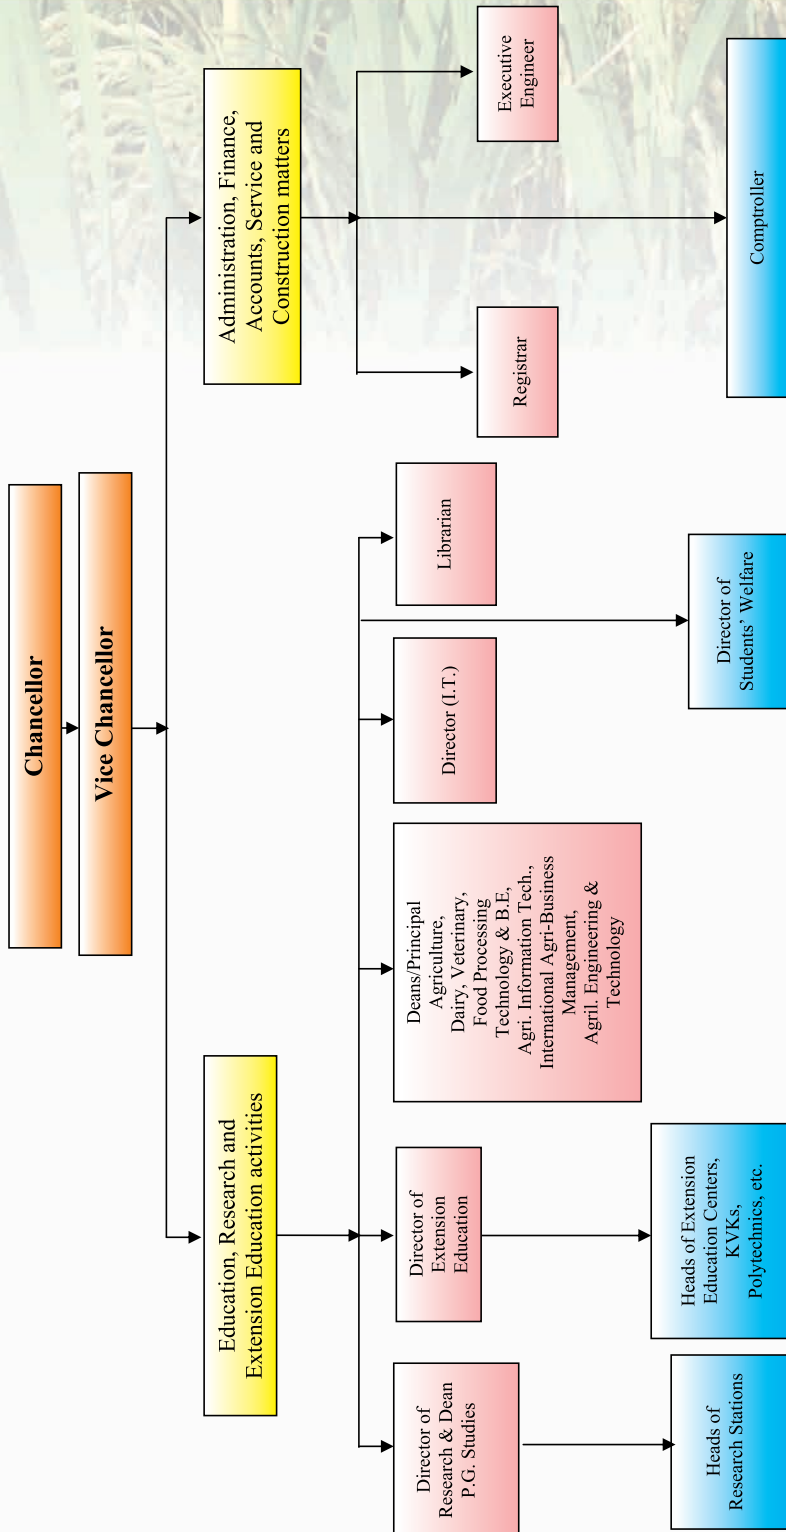 Chancellor
Vice Chancellor
Education, Research and
Extension Education activities
Administration, Finance,
Accounts, Service and
Construction matters
Director of
Research & Dean
P.G. Studies
Director of
Extension
Education
Deans/Principal
Agriculture,
Dairy, Veterinary,
Food Processing
Technology & B.E,
Agri. Information Tech.,
International Agri-Business
Management,
Agril. Engineering &
Technology
Director (I.T.)
Librarian
Registrar
Executive
Engineer
Heads of
Research Stations
Heads of Extension
Education Centers,
KVKs,
Polytechnics, etc.
Director of
Students’ Welfare
Comptroller